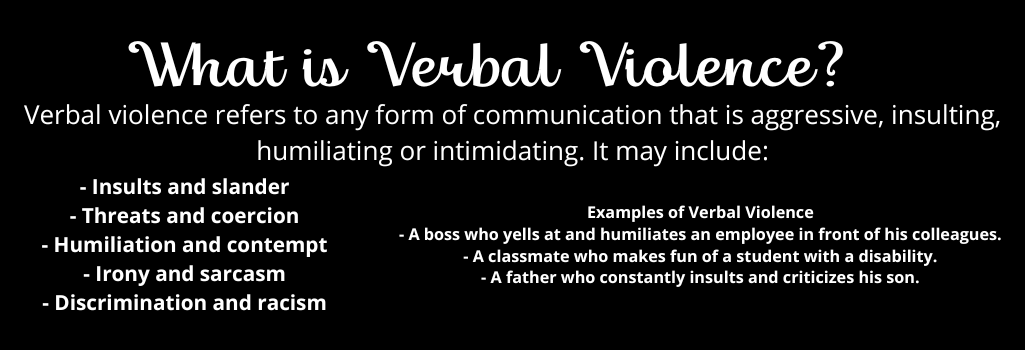 What is Verbal Violence?
Verbal violence refers to any form of communication that is aggressive, insulting,
humiliating or intimidating. It may include:
- Insults and slander
- Threats and coercion
- Humiliation and contempt
- Irony and sarcasm
- Discrimination and racism
Examples of Verbal Violence
- A boss who yells at and humiliates an employee in front of his colleagues.
- A classmate who makes fun of a student with a disability.
- A father who constantly insults and criticizes his son.